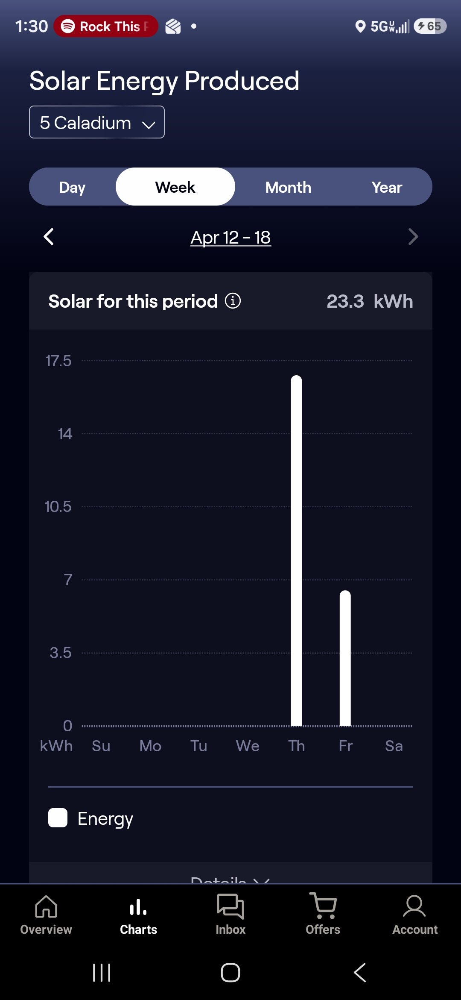 1:30 Rock This 5G UW 65
Solar Energy Produced
5 Caladium
Day Week Month Year
Apr 12 - 18
Solar for this period 23.3 kWh
17.5
14
10.5
7
3.5
0
kWh Su Mo Tu We Th Fr Sa
Energy
Details
Overview Charts Inbox Offers Account